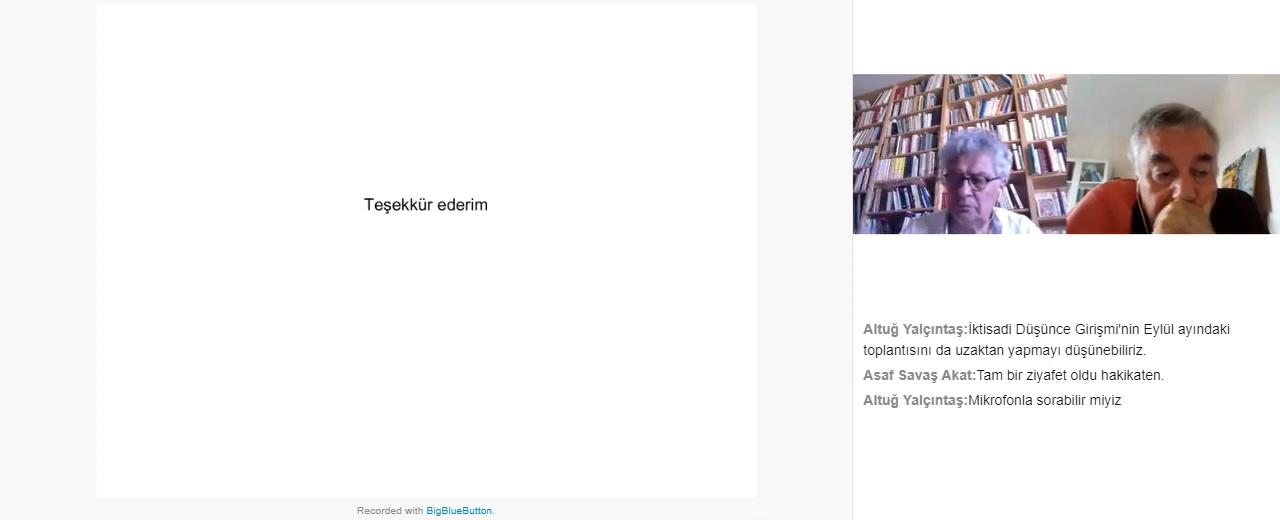 Teşekkür ederim
Recorded with BigBlueButton.
Altuğ Yalçıntaş:İktisadi Düşünce Girişmi'nin Eylül ayındaki
toplantısını da uzaktan yapmayı düşünebiliriz.
Asaf Savaş Akat:Tam bir ziyafet oldu hakikaten.
Altuğ Yalçıntaş:Mikrofonla sorabilir miyiz